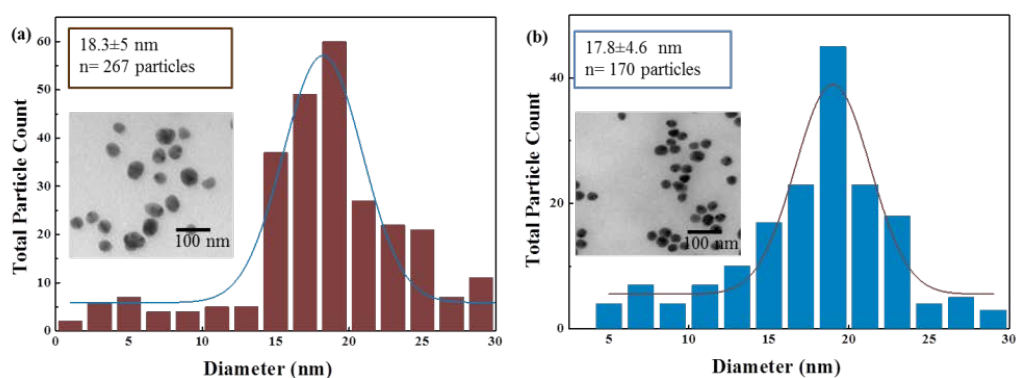 (a)
18.3±5 nm
n= 267 particles
100 nm
Total Particle Count
60
50
40
30
20
10
0
0
5
10
15
20
25
30
Diameter (nm)
(b)
17.8±4.6 nm
n= 170 particles
100 nm
Total Particle Count
40
20
0
5
10
15
20
25
30
Diameter (nm)